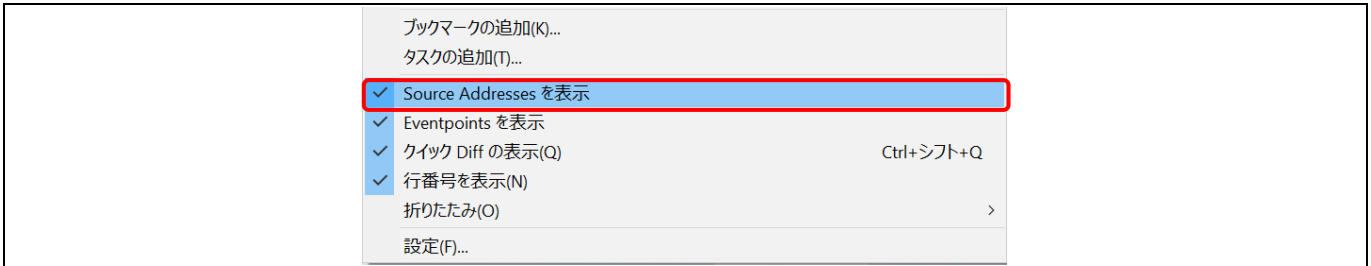 ブックマークの追加(K)...
タスクの追加(T)...
Source Addresses を表示
Eventpoints を表示
クイック Diff の表示(Q) Ctrl+シフト+Q
行番号を表示(N)
折りたたみ(O)
設定(F)...